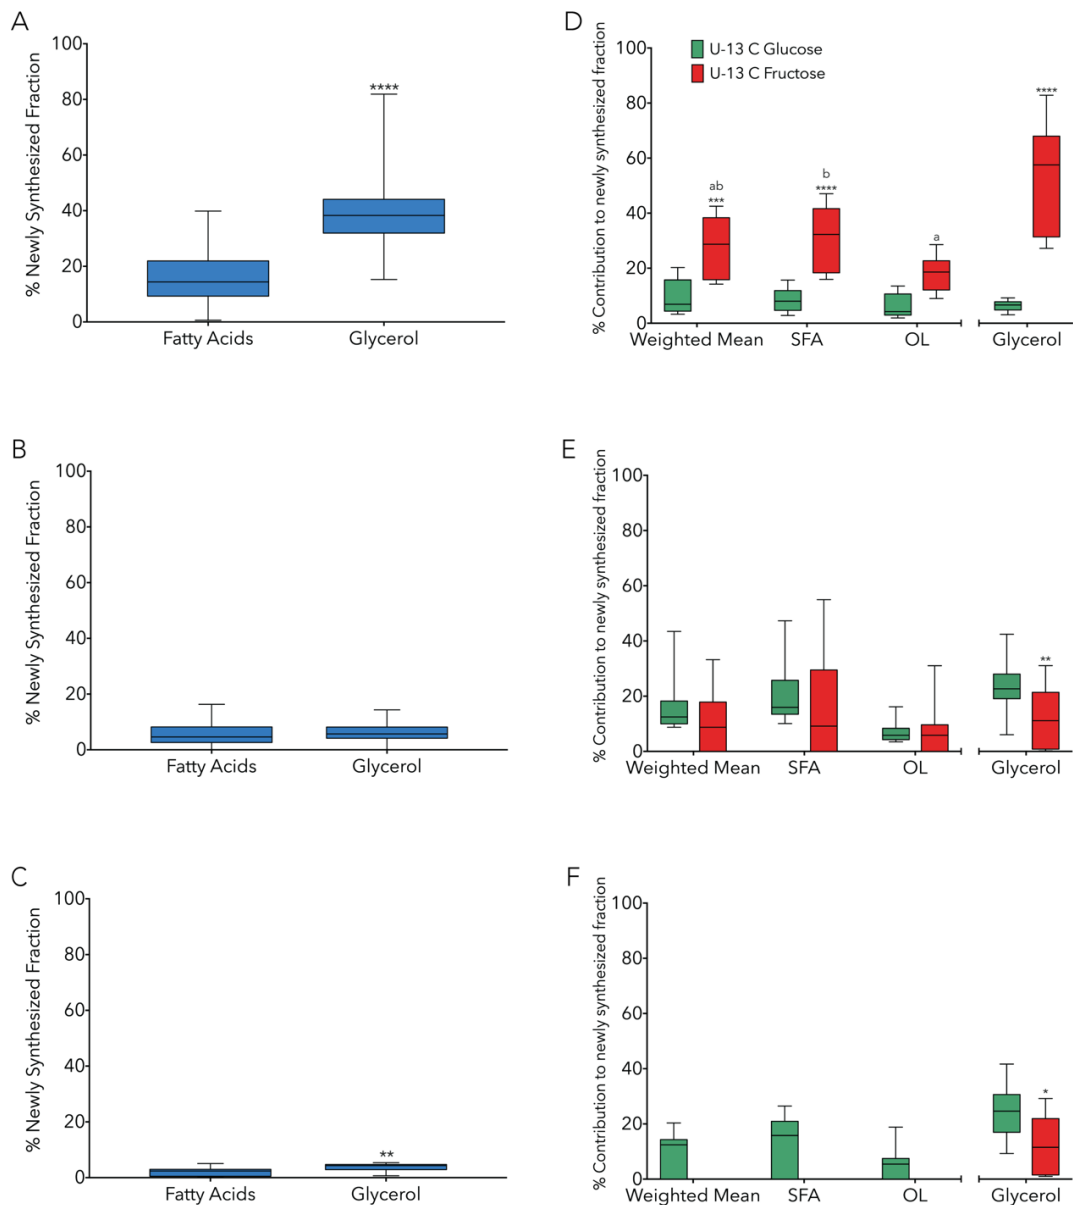 A
% Newly Synthesized Fraction
100
80
60
40
20
0
****
Fatty Acids
Glycerol
D
% Contribution to newly synthesized fraction
100
80
60
40
20
0
U-13 C Glucose
U-13 C Fructose
ab
***
b
****
a
****
Weighted Mean
SFA
OL
Glycerol
B
% Newly Synthesized Fraction
100
80
60
40
20
0
Fatty Acids
Glycerol
E
% Contribution to newly synthesized fraction
100
80
60
40
20
0
**
Weighted Mean
SFA
OL
Glycerol
C
% Newly Synthesized Fraction
100
80
60
40
20
0
**
Fatty Acids
Glycerol
F
% Contribution to newly synthesized fraction
100
80
60
40
20
0
*
Weighted Mean
SFA
OL
Glycerol